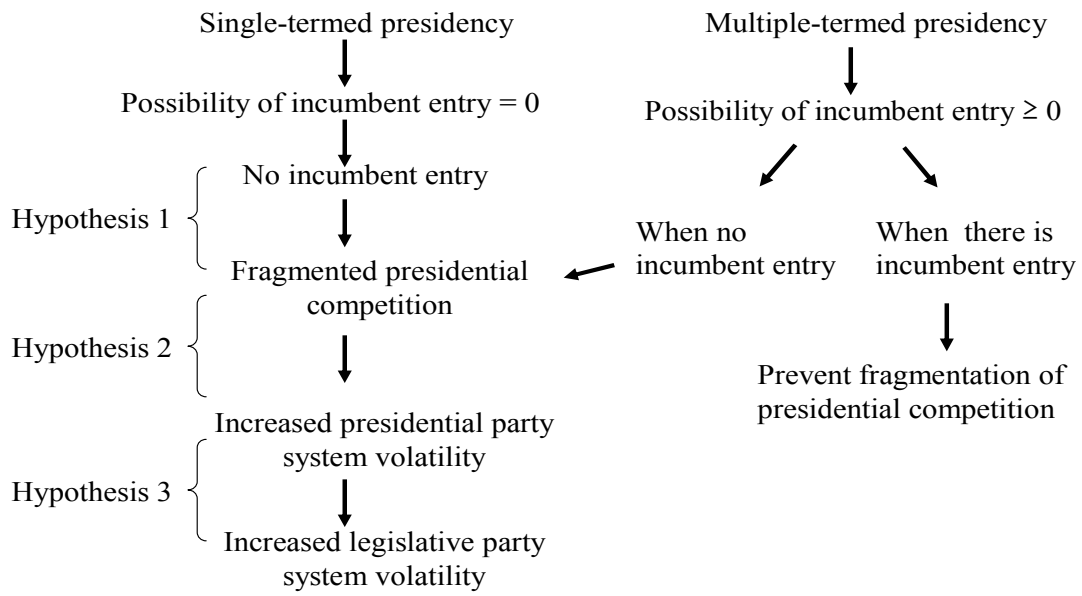 Single-termed presidency
Possibility of incumbent entry = 0
No incumbent entry
Hypothesis 1
Fragmented presidential
competition
Hypothesis 2
Increased presidential party
system volatility
Hypothesis 3
Increased legislative party
system volatility
Multiple-termed presidency
Possibility of incumbent entry ≥ 0
When no
incumbent entry
When there is
incumbent entry
Prevent fragmentation of
presidential competition